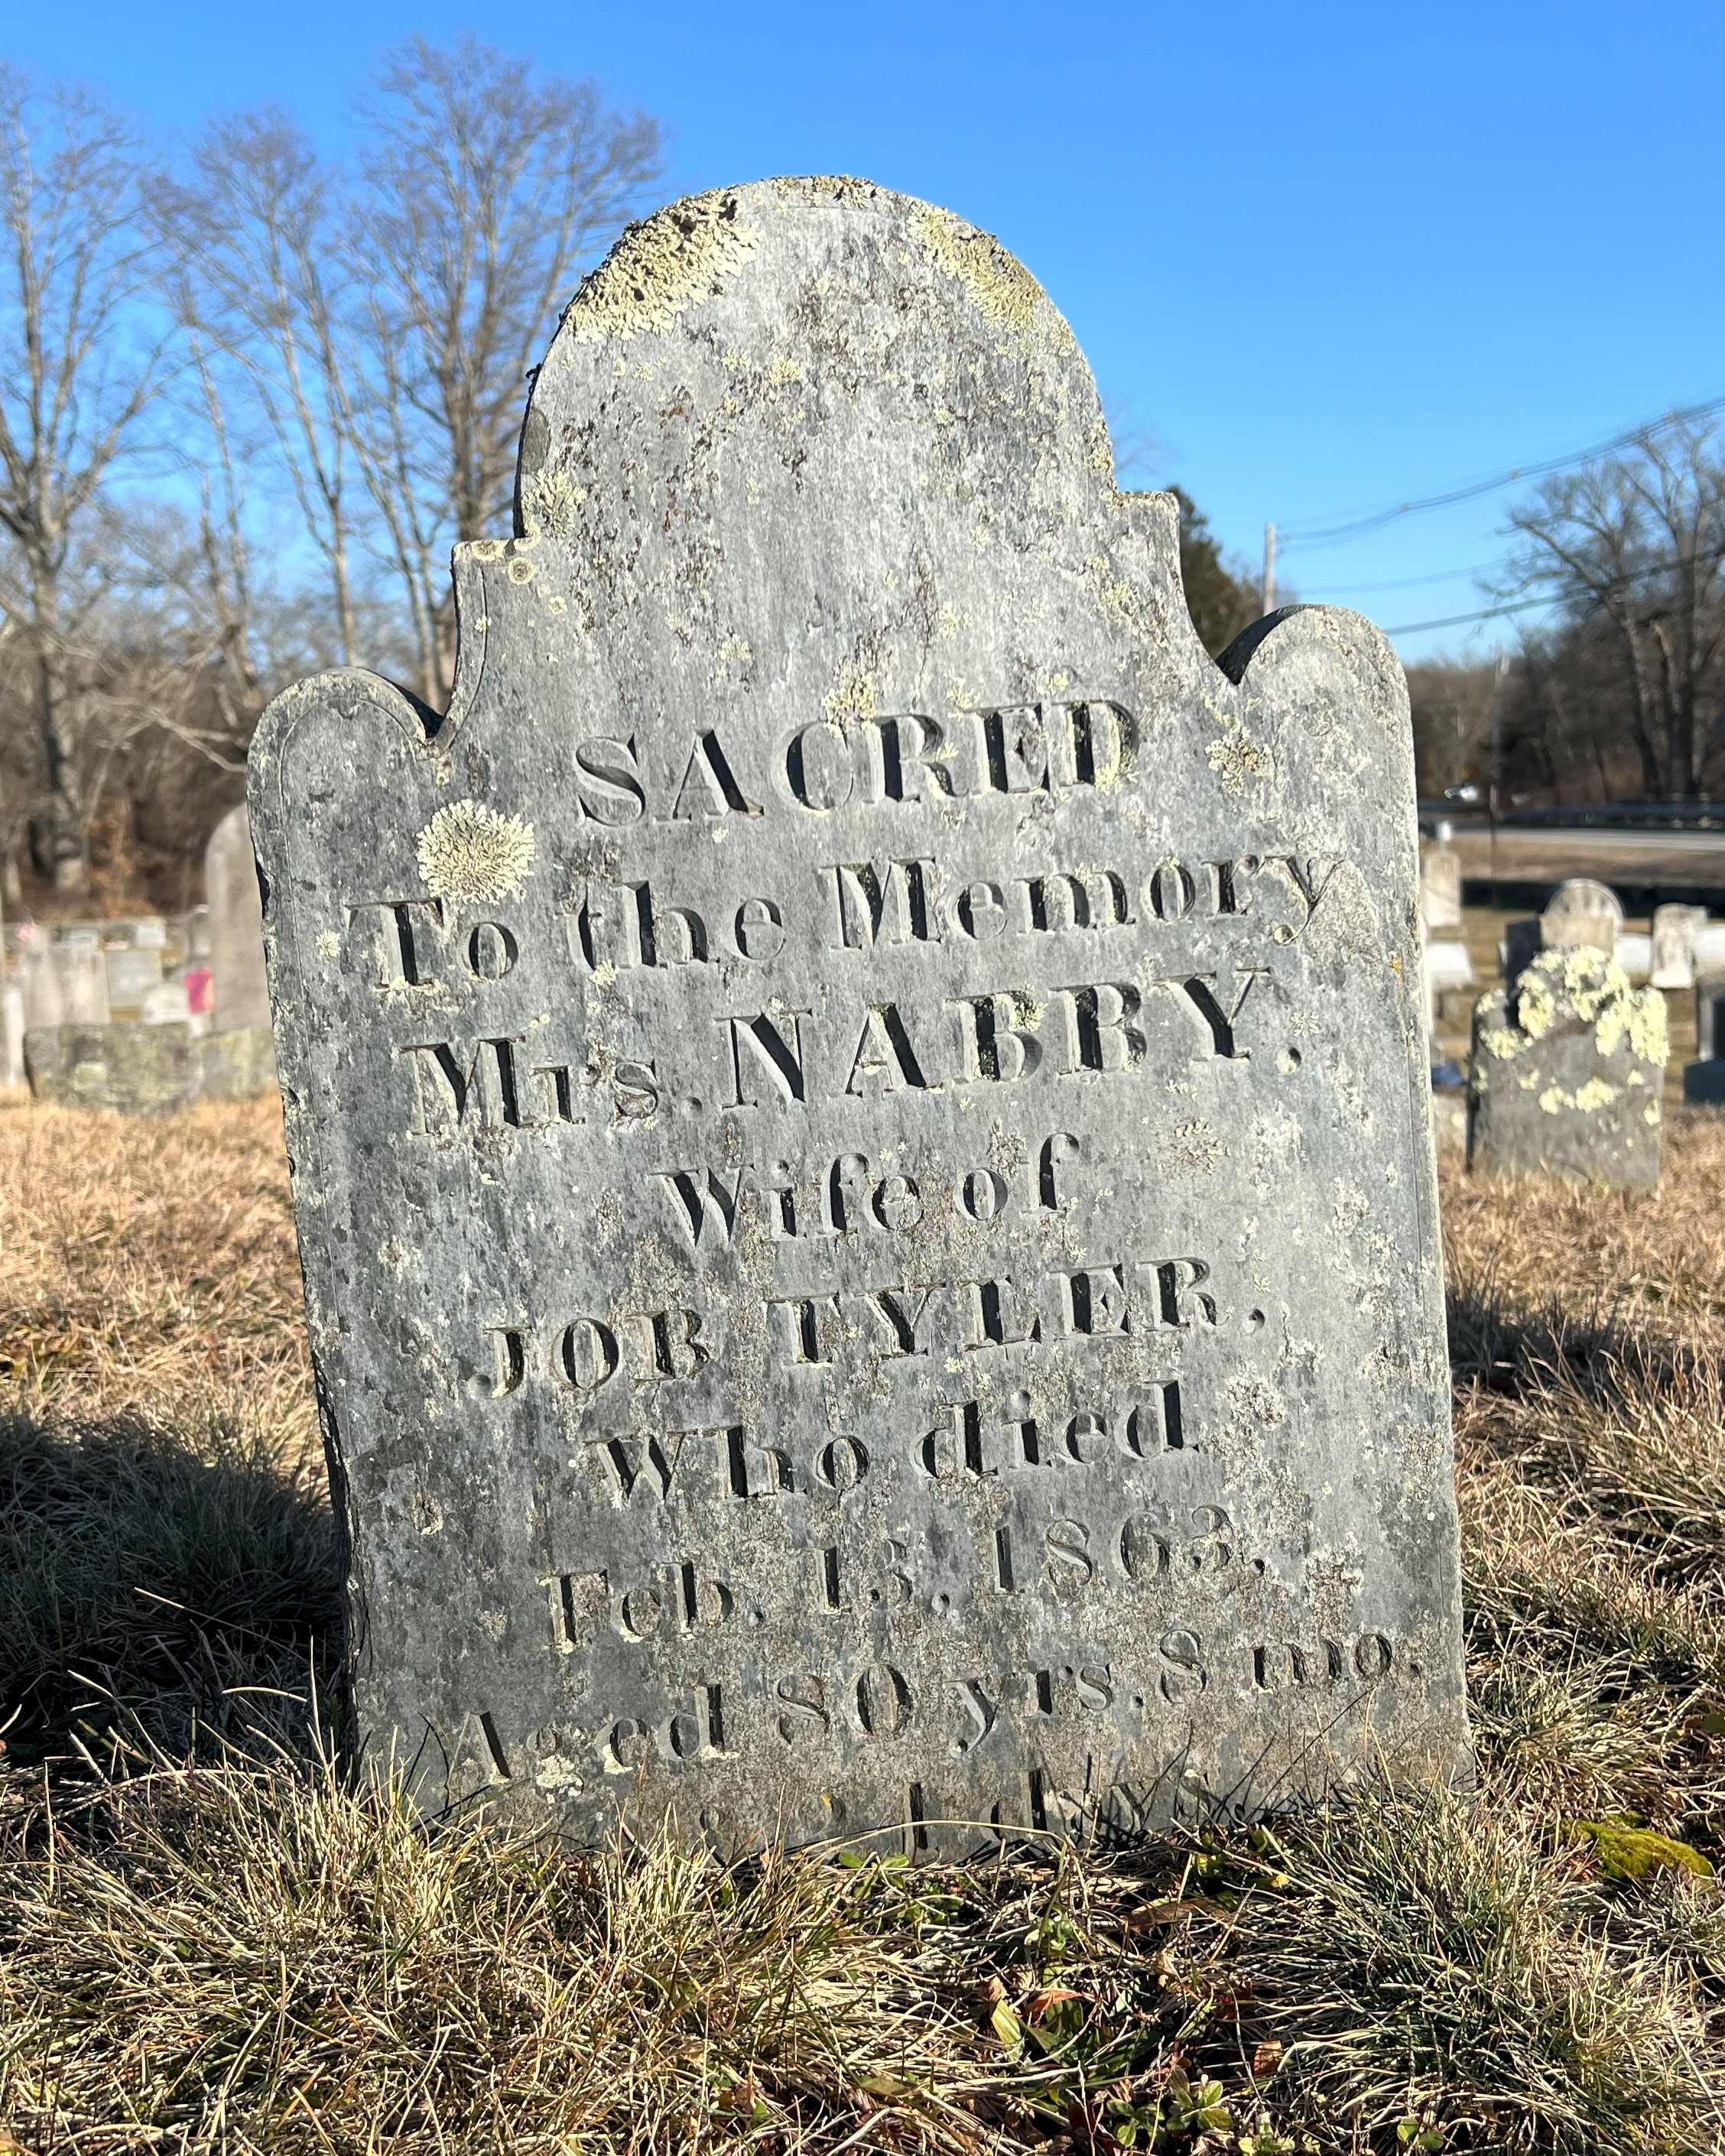 SACRED
To the Memory
Mrs. NABBY.
Wife of
JOB TYLER,
Who died
Feb. 13, 1863,
Aged 80 yrs. 8 mo.
days